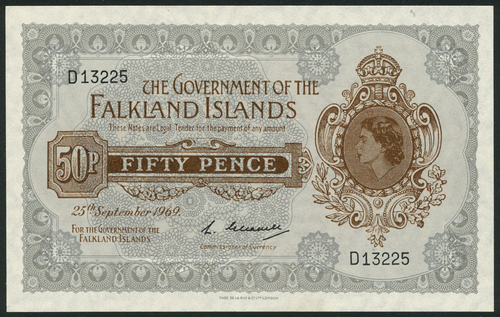 D13225
THE GOVERNMENT OF THE
FALKLAND ISLANDS
These Notes are Legal Tender for the payment of any amount
50P
FIFTY PENCE
25th September 1969.
FOR THE GOVERNMENT OF THE
FALKLAND ISLANDS
Commissioner of Currency
D13225